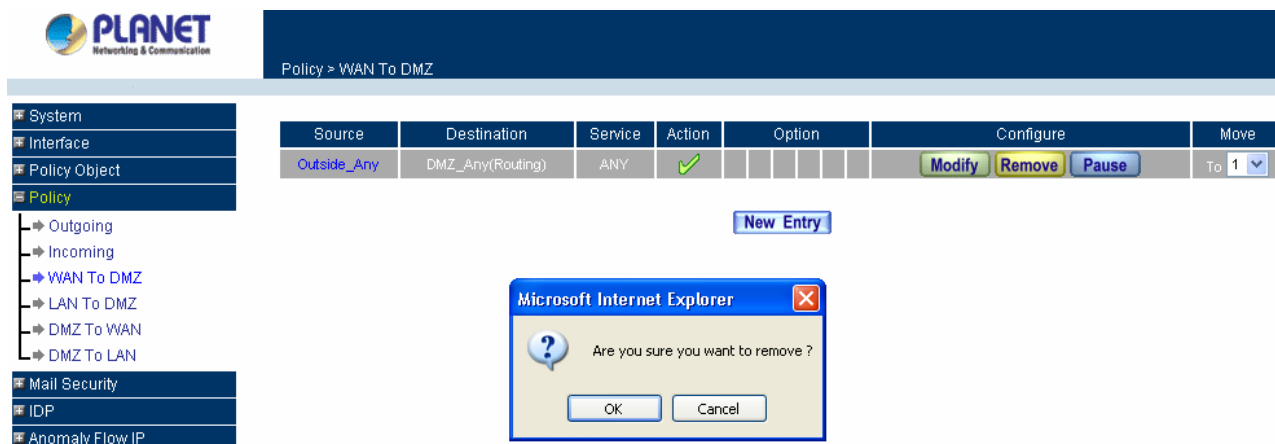 PLANET
Networking & Communication
Policy > WAN To DMZ
System
Interface
Policy Object
Policy
Outgoing
Incoming
WAN To DMZ
LAN To DMZ
DMZ To WAN
DMZ To LAN
Mail Security
IDP
Anomaly Flow IP
Source Destination Service Action Option Configure Move
Outside_Any DMZ_Any(Routing) ANY Modify Remove Pause To 1
New Entry
Microsoft Internet Explorer
Are you sure you want to remove ?
OK Cancel